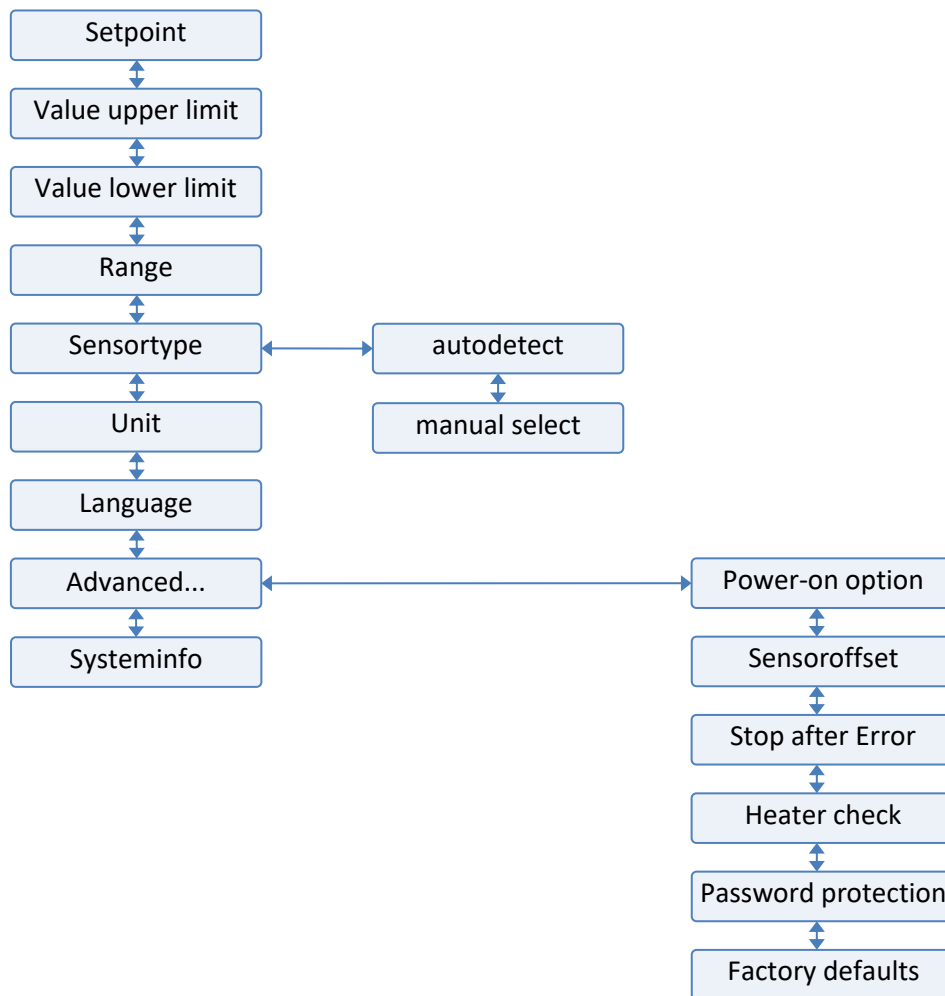 Setpoint
Value upper limit
Value lower limit
Range
Sensortype
autodetect
Unit
manual select
Language
Advanced...
Power-on option
Systeminfo
Sensoroffset
Stop after Error
Heater check
Password protection
Factory defaults